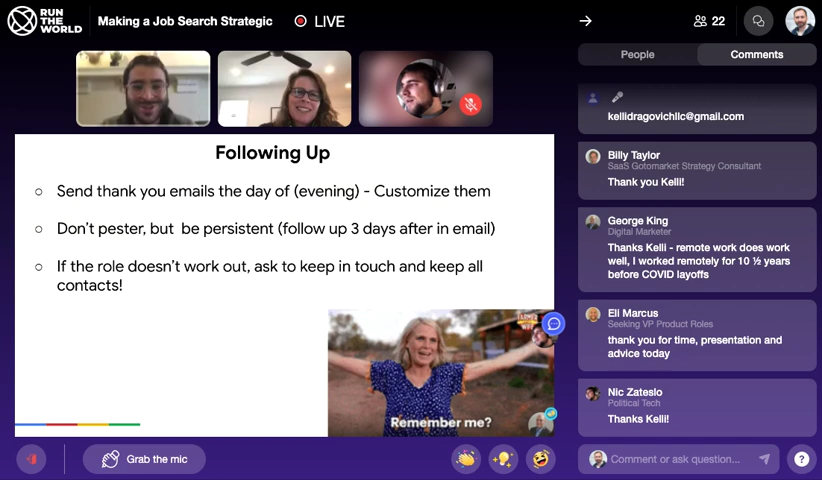 RUN
THE
WORLD
Making a Job Search Strategic
LIVE
22
People
Comments
Following Up
○ Send thank you emails the day of (evening) - Customize them
○ Don't pester, but be persistent (follow up 3 days after in email)
○ If the role doesn't work out, ask to keep in touch and keep all
contacts!
Remember me?
kellidragovichllc@gmail.com
Billy Taylor
SaaS Gotomarket Strategy Consultant
Thank you Kelli!
George King
Digital Marketer
Thanks Kelli - remote work does work
well, I worked remotely for 10 ½ years
before COVID layoffs
Eli Marcus
Seeking VP Product Roles
thank you for time, presentation and
advice today
Nic Zateslo
Political Tech
Thanks Kelli!
Grab the mic
Comment or ask question...
?